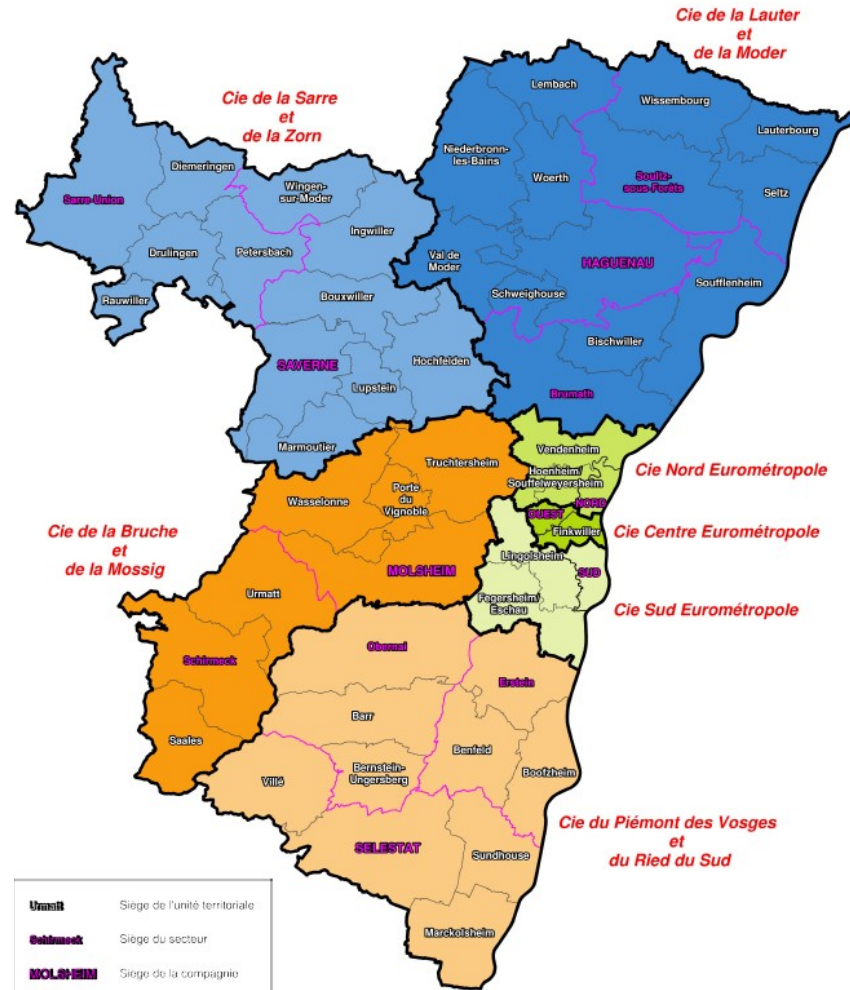 Cie de la Lauter
et
de la Moder
Cie de la Sarre
et
de la Zorn
Lembach
Wissembourg
Lauterbourg
Niederbronn-
les-Bains
Woerth
Soultz-
sous-Forêts
Seltz
Diemeringen
Wingen-
sur-Moder
Sarre-Union
Ingwiller
Drulingen
Petersbach
Val de
Moder
HAGUENAU
Soufflenheim
Rauwiller
Bouxwiller
Schweighouse
Bischwiller
SAVERNE
Hochfelden
Lupstein
Brumath
Marmoutier
Truchtersheim
Vendenheim
Hoenheim/
Souffelweyersheim
Cie Nord Eurométropole
Wasselonne
Porte
du
Vignoble
NORD
OUEST
Finkwiller
Cie Centre Eurométropole
Cie de la Bruche
et
de la Mossig
MOLSHEIM
Lingolsheim
SUD
Urmatt
Fegersheim/
Eschau
Cie Sud Eurométropole
Schirmeck
Obernai
Erstein
Saales
Barr
Benfeld
Villé
Bernstein-
Ungersberg
Boofzheim
SELESTAT
Sundhouse
Cie du Piémont des Vosges
et
du Ried du Sud
Marckolsheim
Urmatt Siège de l'unité territoriale
Schirmeck Siège du secteur
MOLSHEIM Siège de la compagnie